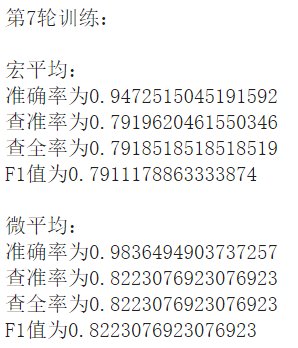 第7轮训练:
宏平均:
准确率为0.9472515045191592
查准率为0.7919620461550346
查全率为0.7918518518518519
F1值为0.7911178863333874
微平均:
准确率为0.9836494903737257
查准率为0.8223076923076923
查全率为0.8223076923076923
F1值为0.8223076923076923